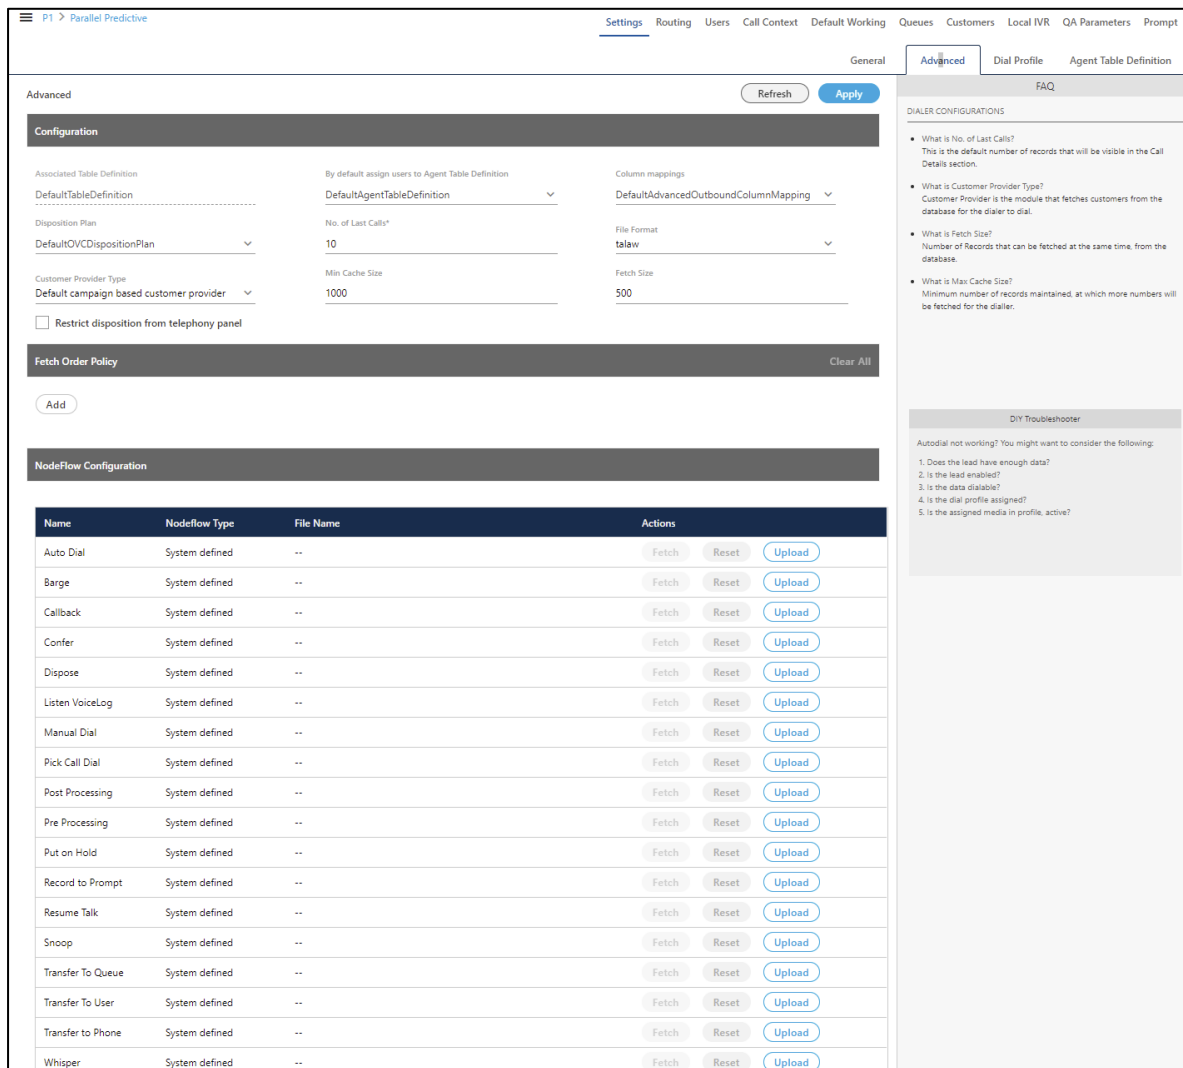 P1 > Parallel Predictive
Settings Routing Users Call Context Default Working Queues Customers Local IVR QA Parameters Prompt
General Advanced Dial Profile Agent Table Definition
Advanced Refresh Apply
Configuration
Associated Table Definition By default assign users to Agent Table Definition Column mappings
DefaultTableDefinition DefaultAgentTableDefinition DefaultAdvancedOutboundColumnMapping
Disposition Plan No. of Last Calls* File Format
DefaultOVCDispositionPlan 10 talaw
Customer Provider Type Min Cache Size Fetch Size
Default campaign based customer provider 1000 500
Restrict disposition from telephony panel
Fetch Order Policy Clear All
Add
NodeFlow Configuration
Name Nodeflow Type File Name Actions
Auto Dial System defined -- Fetch Reset Upload
Barge System defined -- Fetch Reset Upload
Callback System defined -- Fetch Reset Upload
Confer System defined -- Fetch Reset Upload
Dispose System defined -- Fetch Reset Upload
Listen VoiceLog System defined -- Fetch Reset Upload
Manual Dial System defined -- Fetch Reset Upload
Pick Call Dial System defined -- Fetch Reset Upload
Post Processing System defined -- Fetch Reset Upload
Pre Processing System defined -- Fetch Reset Upload
Put on Hold System defined -- Fetch Reset Upload
Record to Prompt System defined -- Fetch Reset Upload
Resume Talk System defined -- Fetch Reset Upload
Snoop System defined -- Fetch Reset Upload
Transfer To Queue System defined -- Fetch Reset Upload
Transfer To User System defined -- Fetch Reset Upload
Transfer to Phone System defined -- Fetch Reset Upload
Whisper System defined -- Fetch Reset Upload
FAQ
DIALER CONFIGURATIONS
• What is No. of Last Calls?
This is the default number of records that will be visible in the Call
Details section.
• What is Customer Provider Type?
Customer Provider is the module that fetches customers from the
database for the dialer to dial.
• What is Fetch Size?
Number of Records that can be fetched at the same time, from the
database.
• What is Max Cache Size?
Minimum number of records maintained, at which more numbers will
be fetched for the dialler.
DIY Troubleshooter
Autodial not working? You might want to consider the following:
1. Does the lead have enough data?
2. Is the lead enabled?
3. Is the data dialable?
4. Is the dial profile assigned?
5. Is the assigned media in profile, active?